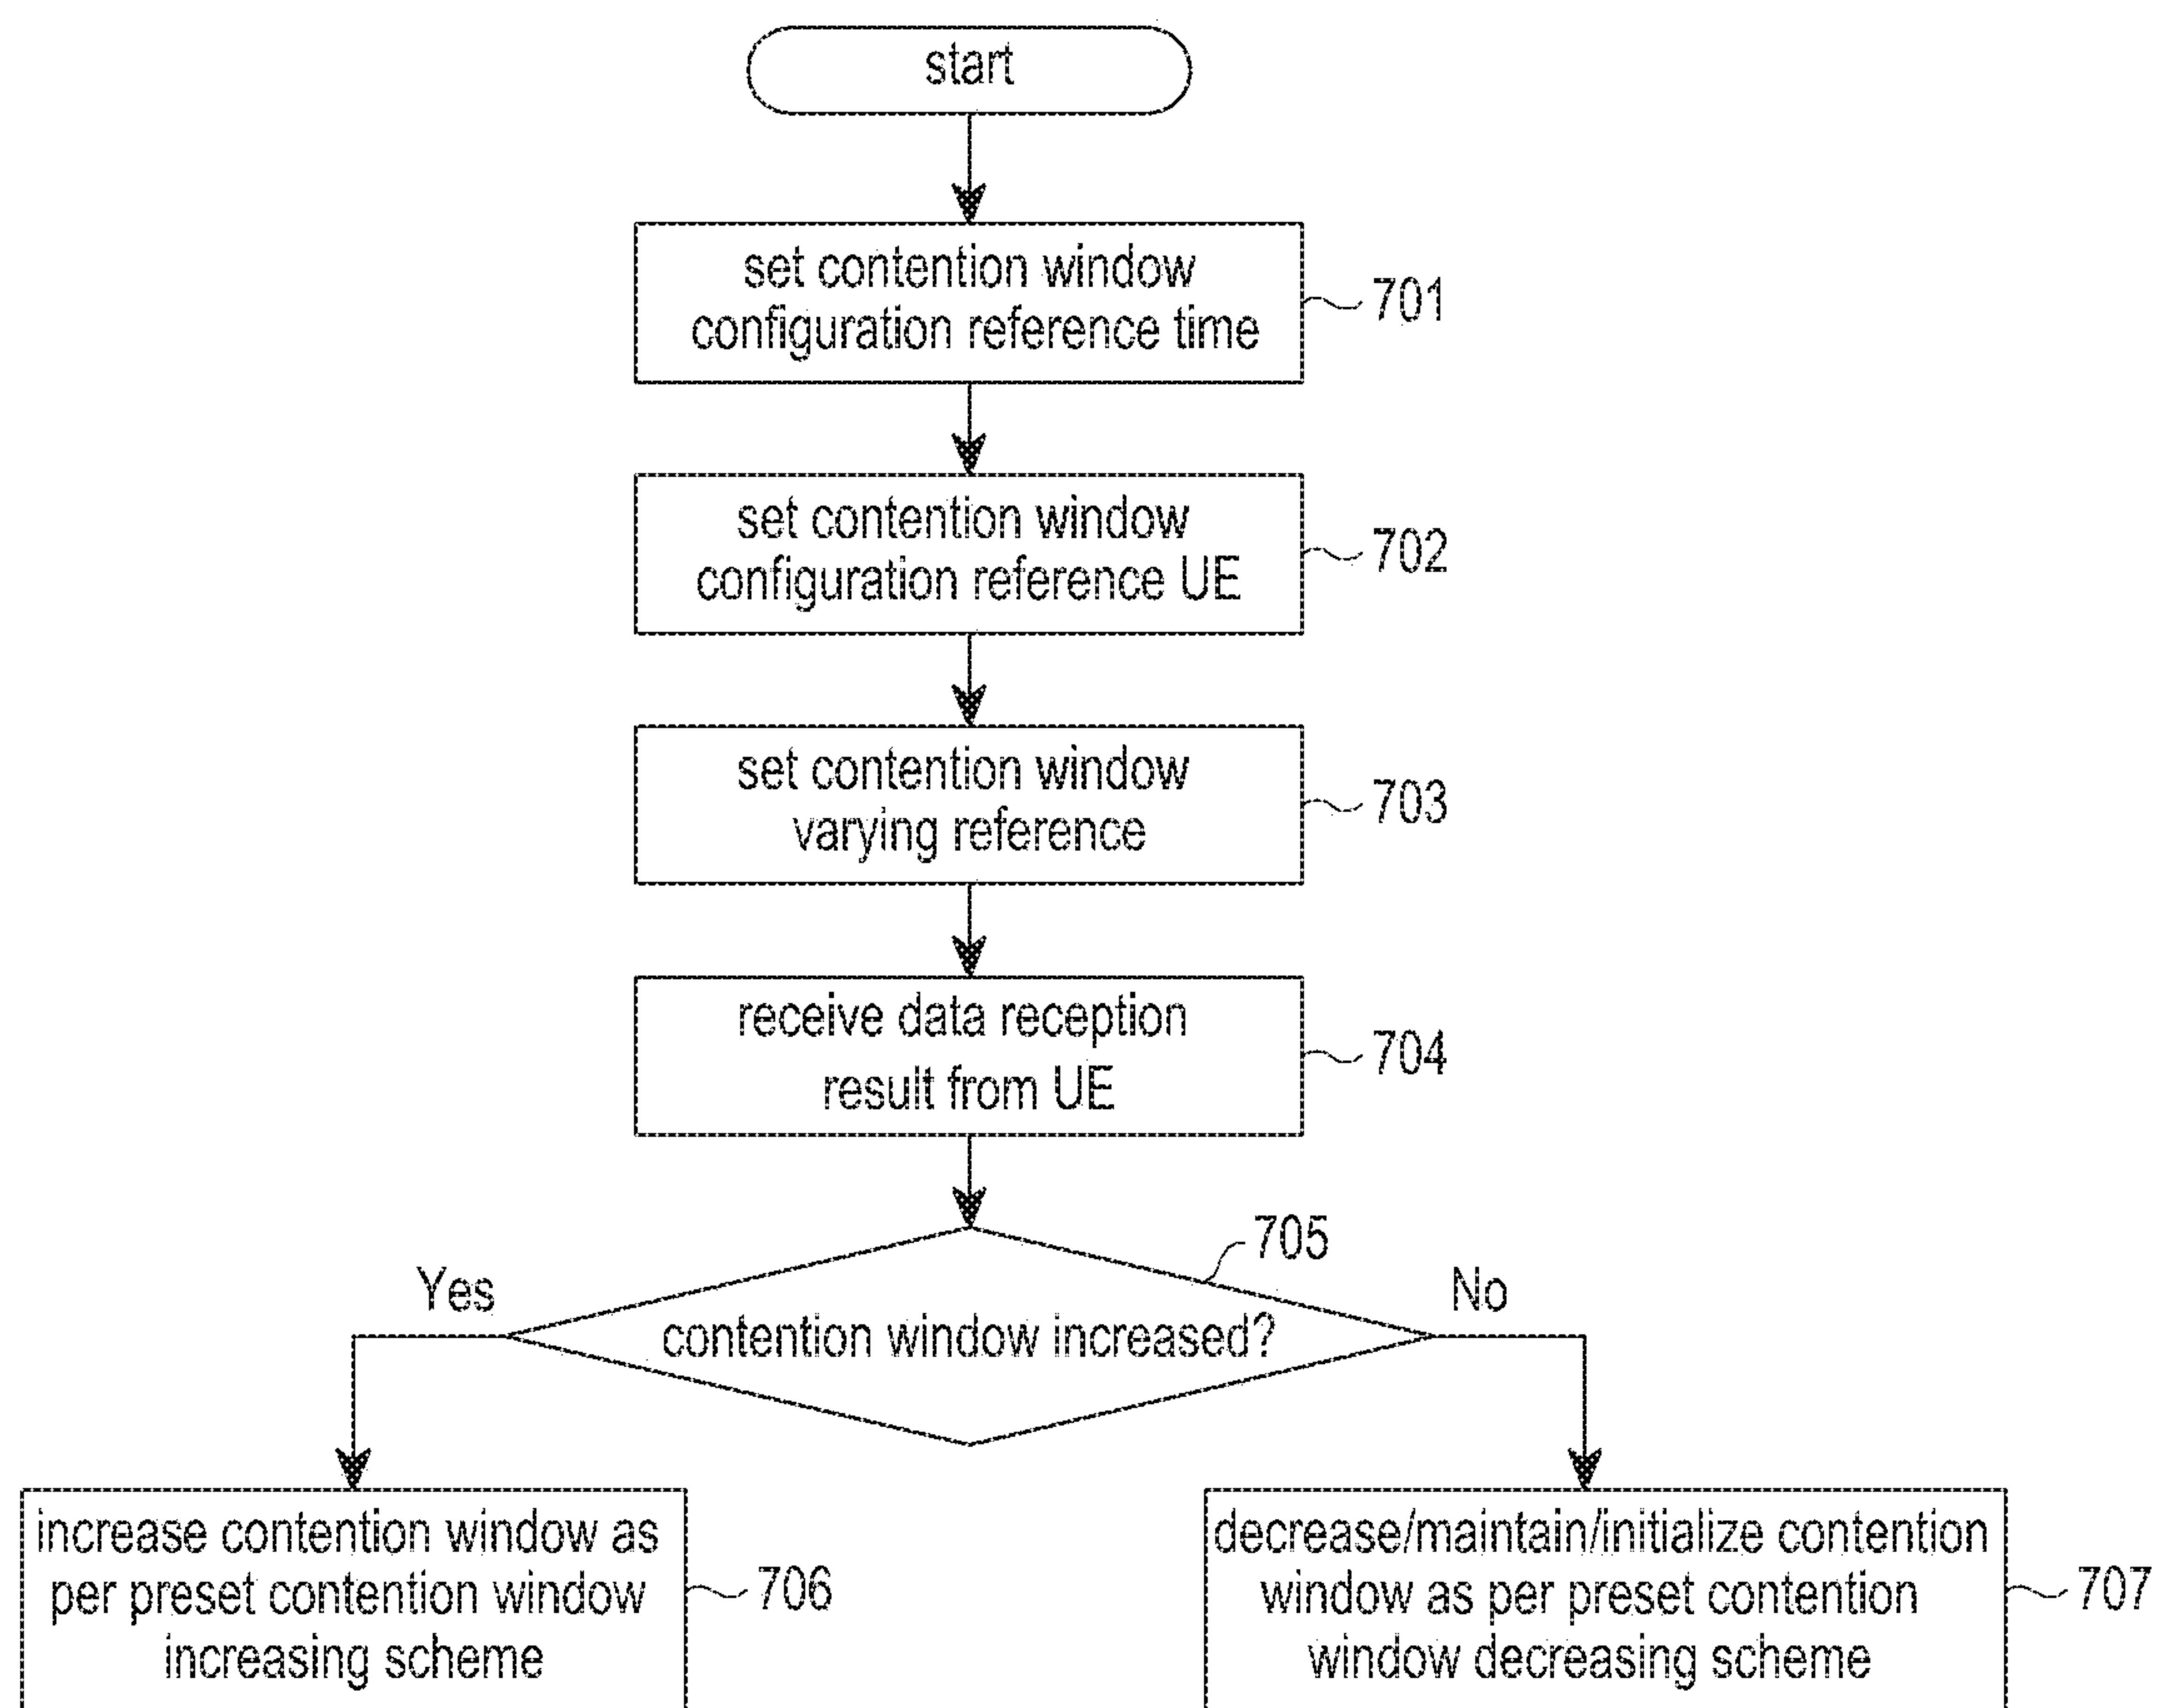 start
set contention window
configuration reference time
701
set contention window
configuration reference UE
702
set contention window
varying reference
703
receive data reception
result from UE
704
705
Yes
No
contention window increased?
increase contention window as
per preset contention window
increasing scheme
706
decrease/maintain/initialize contention
window as per preset contention
window decreasing scheme
707